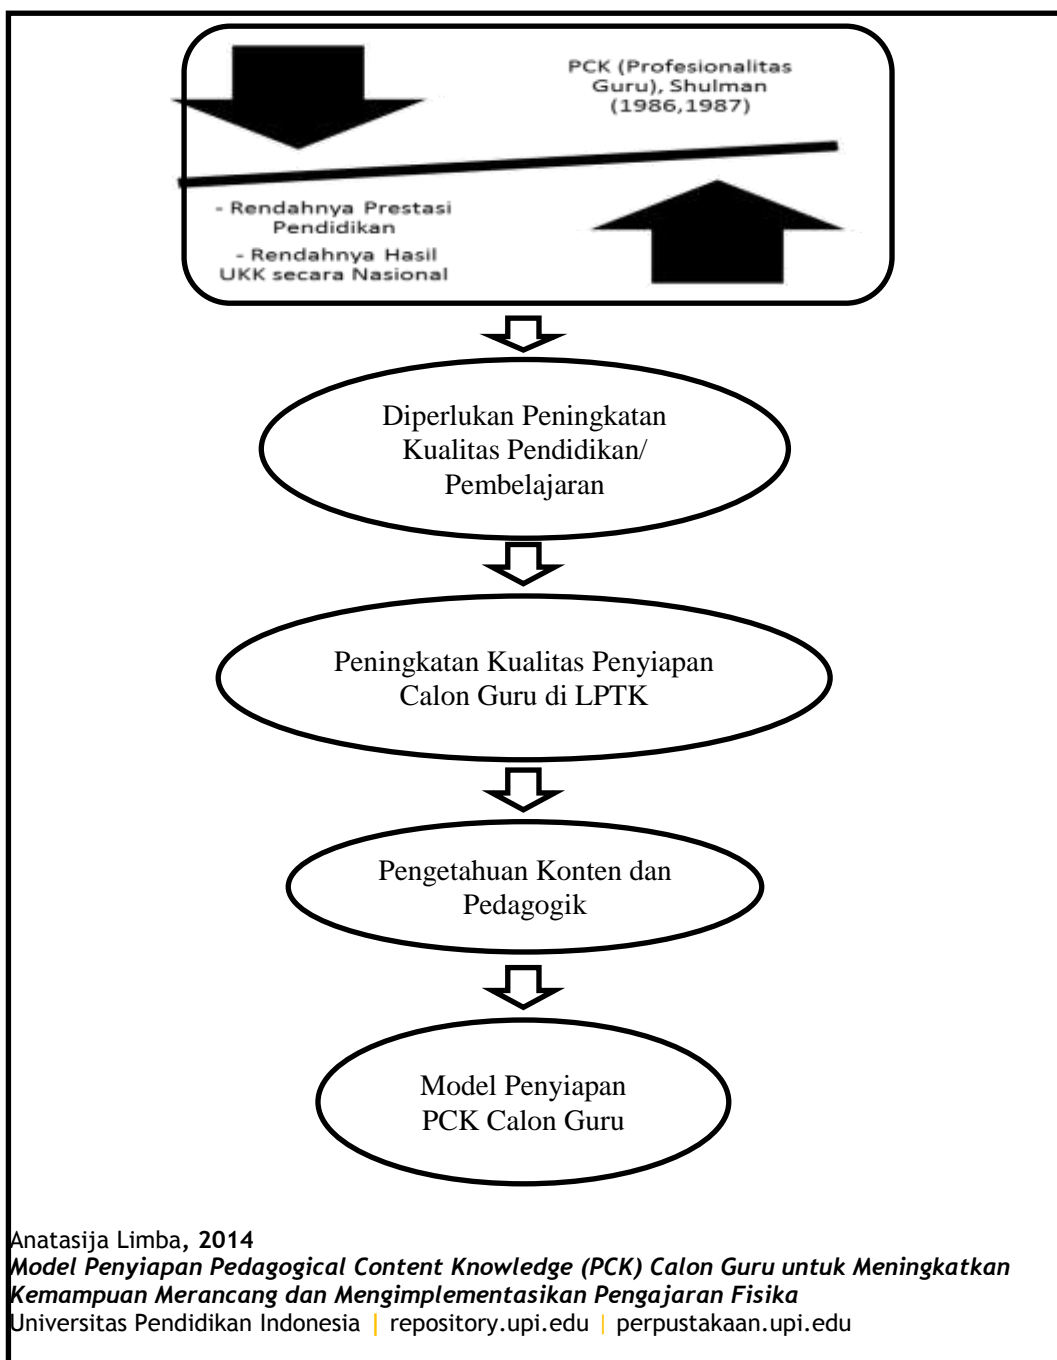 PCK (Profesionalitas
Guru), Shulman
(1986,1987)
- Rendahnya Prestasi
Pendidikan
- Rendahnya Hasil
UKK secara Nasional
Diperlukan Peningkatan
Kualitas Pendidikan/
Pembelajaran
Peningkatan Kualitas Penyiapan
Calon Guru di LPTK
Pengetahuan Konten dan
Pedagogik
Model Penyiapan
PCK Calon Guru
Anatasija Limba, 2014
Model Penyiapan Pedagogical Content Knowledge (PCK) Calon Guru untuk Meningkatkan
Kemampuan Merancang dan Mengimplementasikan Pengajaran Fisika
Universitas Pendidikan Indonesia | repository.upi.edu | perpustakaan.upi.edu